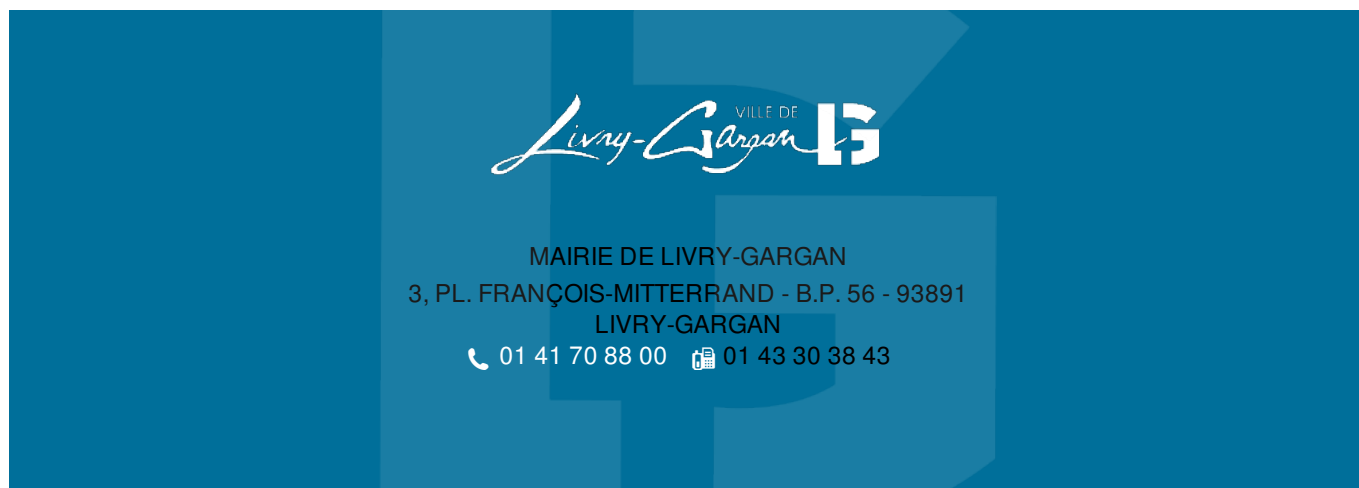 VILLE DE
Livry-Gargan LG
MAIRIE DE LIVRY-GARGAN
3, PL. FRANÇOIS-MITTERRAND - B.P. 56 - 93891
LIVRY-GARGAN
01 41 70 88 00 01 43 30 38 43